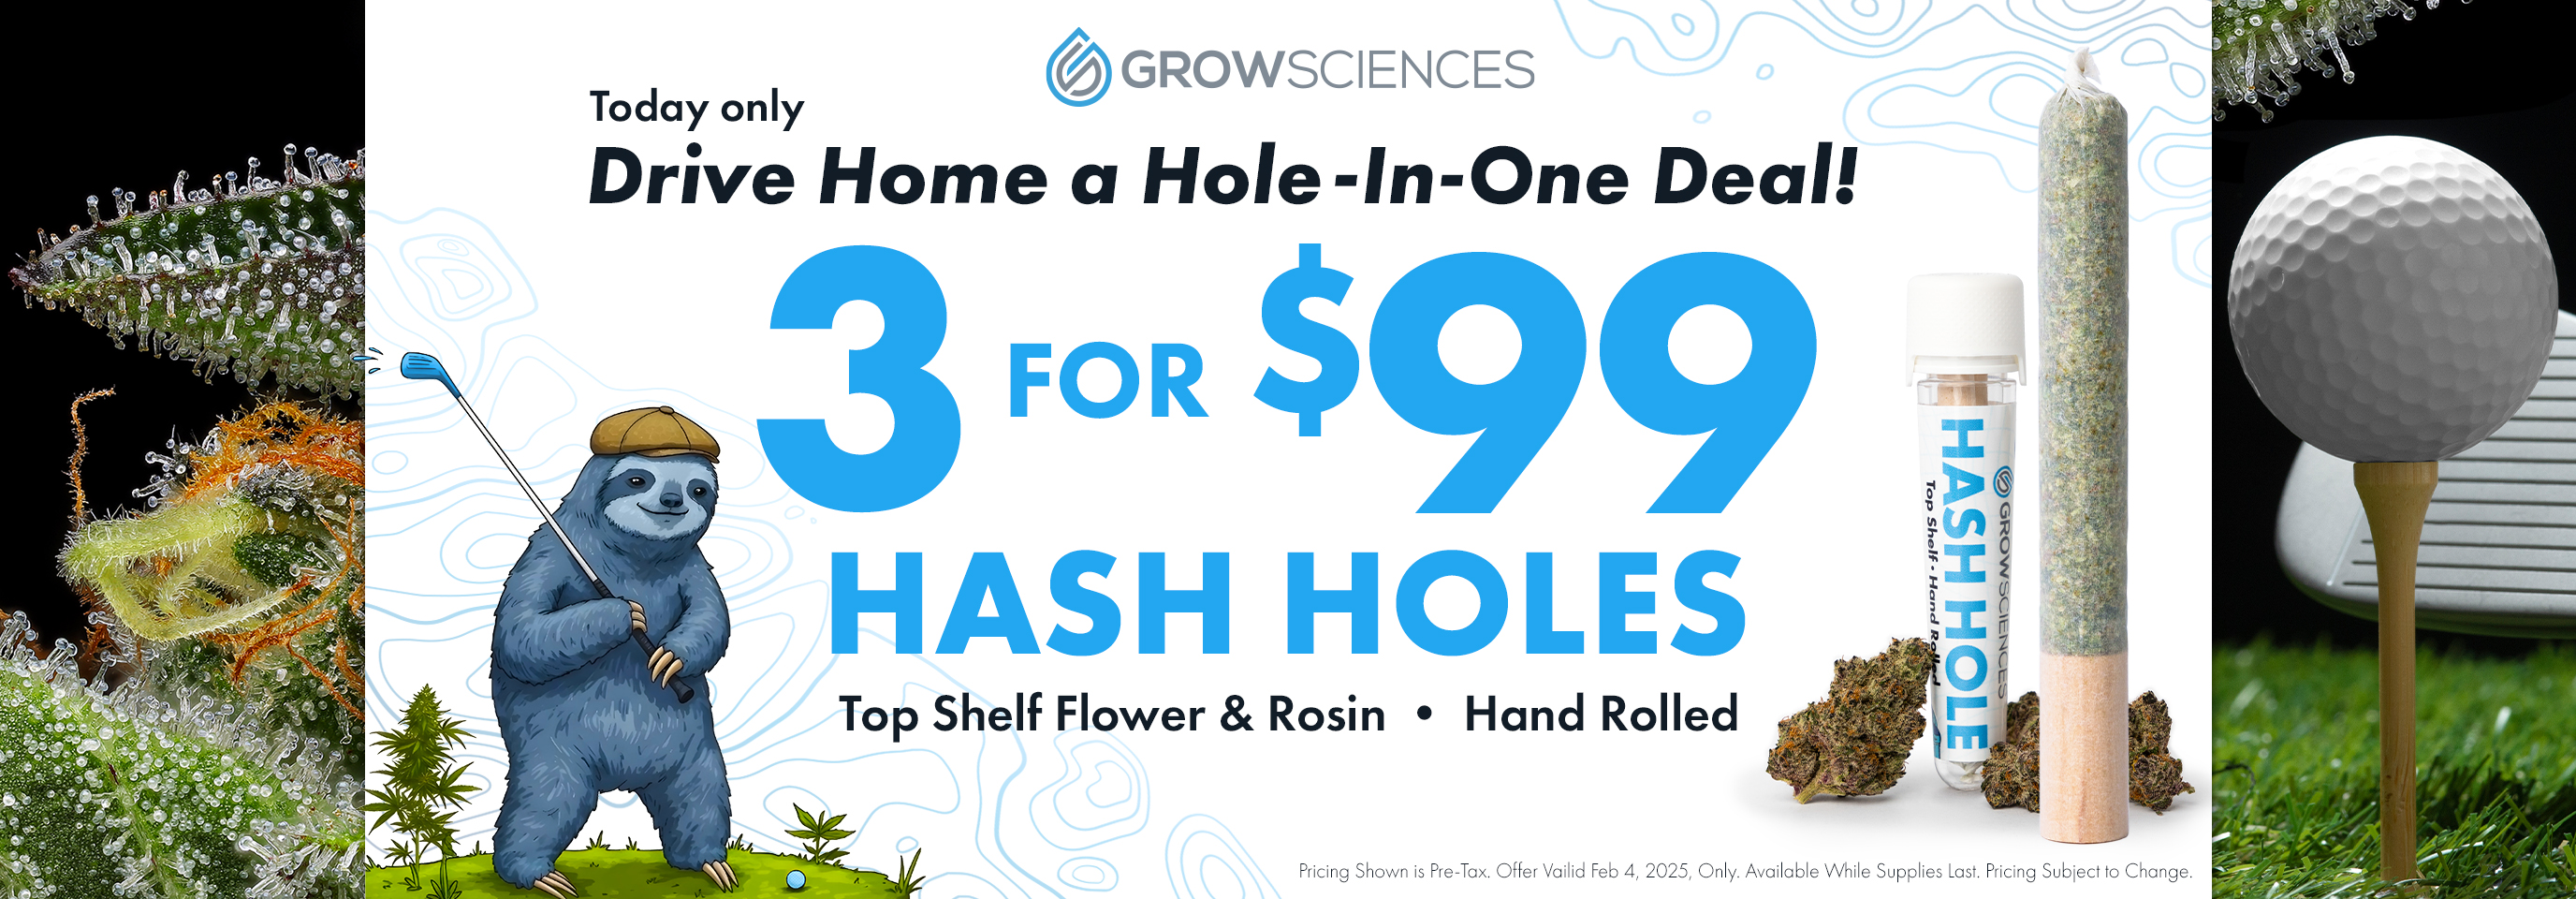 GROWSCIENCES
Today only
Drive Home a Hole-In-One Deal!
3 FOR $99
HASH HOLES
Top Shelf Flower & Rosin • Hand Rolled
GROWSCIENCES
HASH HOLE
Top Shelf • Hand Rolled
Pricing Shown is Pre-Tax. Offer Vailid Feb 4, 2025, Only. Available While Supplies Last. Pricing Subject to Change.